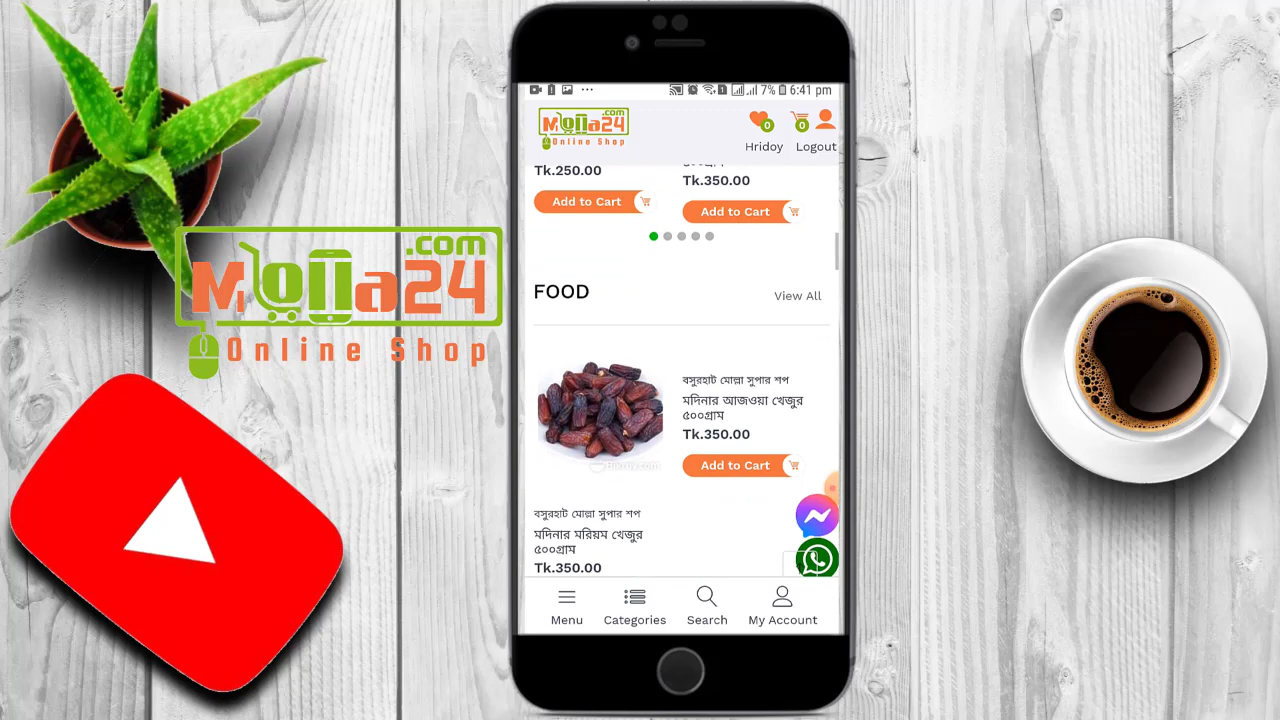 7% 6:41 pm
Molla24
.com
Online Shop
0
0
Hridoy
Logout
Tk.250.00
Tk.350.00
Add to Cart
Add to Cart
FOOD
View All
বসুরহাট মোল্লা সুপার শপ
মদিনার আজওয়া খেজুর
৫০০গ্রাম
Tk.350.00
Add to Cart
বসুরহাট মোল্লা সুপার শপ
মদিনার মরিয়ম খেজুর
৫০০গ্রাম
Tk.350.00
Menu
Categories
Search
My Account
.com
Molla24
Online Shop